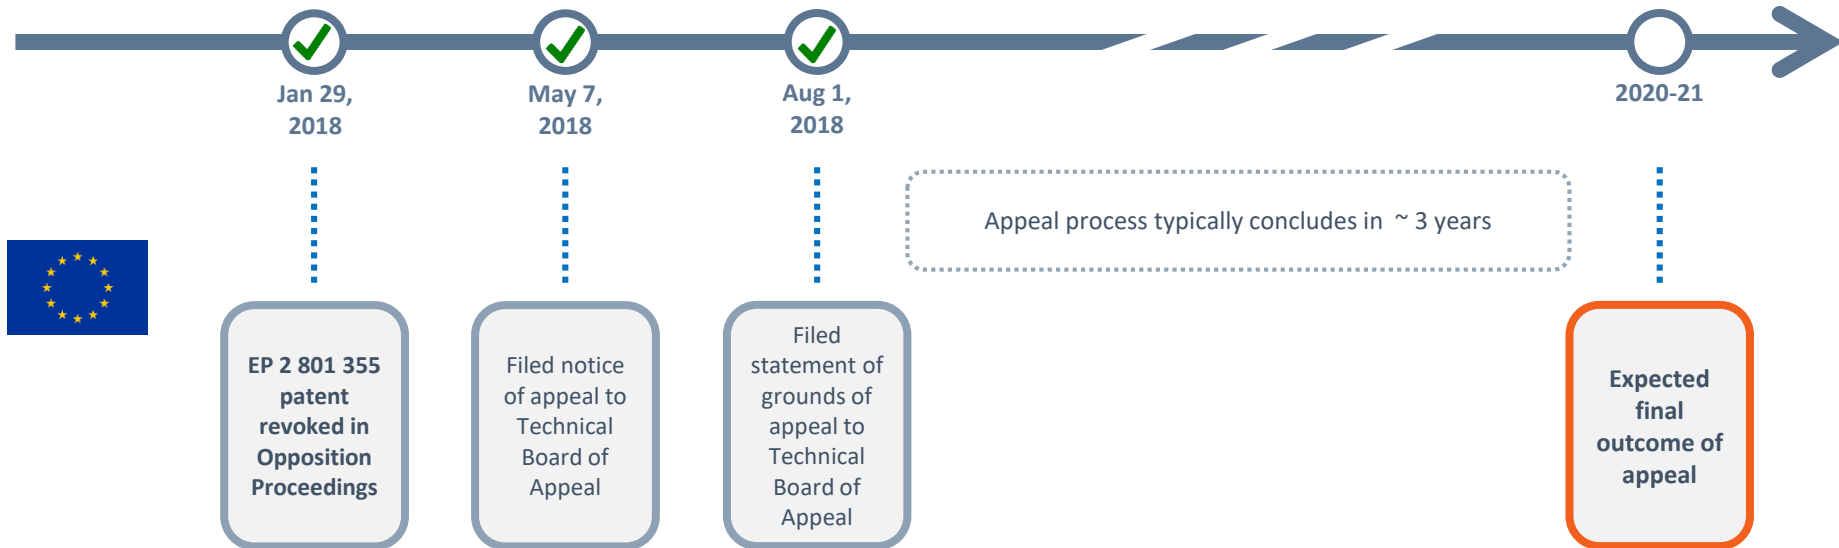 Jan 29,
2018
May 7,
2018
Aug 1,
2018
2020-21
Appeal process typically concludes in ~ 3 years
EP 2 801 355
patent
revoked in
Opposition
Proceedings
Filed notice
of appeal to
Technical
Board of
Appeal
Filed
statement of
grounds of
appeal to
Technical
Board of
Appeal
Expected
final
outcome of
appeal